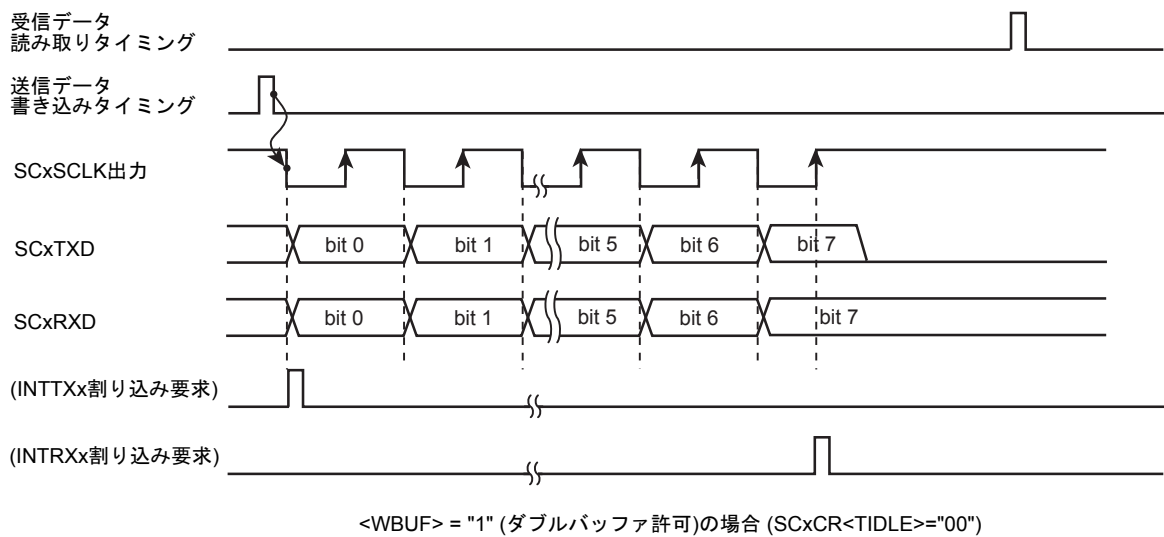 受信データ
読み取りタイミング
送信データ
書き込みタイミング
SCxSCLK出力
SCxTXD
bit 0
bit 1
bit 5
bit 6
bit 7
SCxRXD
bit 0
bit 1
bit 5
bit 6
bit 7
(INTTXx割り込み要求)
(INTRXx割り込み要求)
<WBUF> = "1" (ダブルバッファ許可)の場合 (SCxCR<TIDLE>="00")